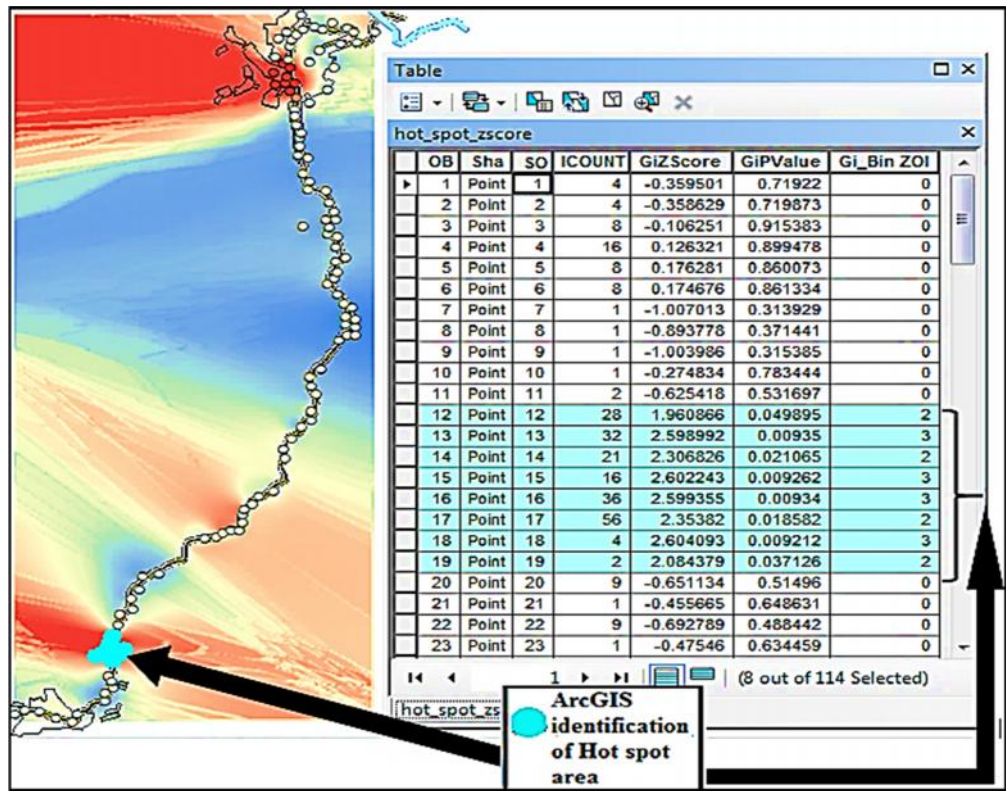 Table
hot_spot_zscore
OB Sha SO ICOUNT GiZScore GiPValue Gi_Bin ZOI
1 Point 1 4 -0.359501 0.71922 0
2 Point 2 4 -0.358629 0.719873 0
3 Point 3 8 -0.106251 0.915383 0
4 Point 4 16 0.126321 0.899478 0
5 Point 5 8 0.176281 0.860073 0
6 Point 6 8 0.174676 0.861334 0
7 Point 7 1 -1.007013 0.313929 0
8 Point 8 1 -0.893778 0.371441 0
9 Point 9 1 -1.003986 0.315385 0
10 Point 10 1 -0.274834 0.783444 0
11 Point 11 2 -0.625418 0.531697 0
12 Point 12 28 1.960866 0.049895 2
13 Point 13 32 2.598992 0.00935 3
14 Point 14 21 2.306826 0.021065 2
15 Point 15 16 2.602243 0.009262 3
16 Point 16 36 2.599355 0.00934 3
17 Point 17 56 2.35382 0.018582 2
18 Point 18 4 2.604093 0.009212 3
19 Point 19 2 2.084379 0.037126 2
20 Point 20 9 -0.651134 0.51496 0
21 Point 21 1 -0.455665 0.648631 0
22 Point 22 9 -0.692789 0.488442 0
23 Point 23 1 -0.47546 0.634459 0
1 (8 out of 114 Selected)
hot_spot_zs
ArcGIS
identification
of Hot spot
area